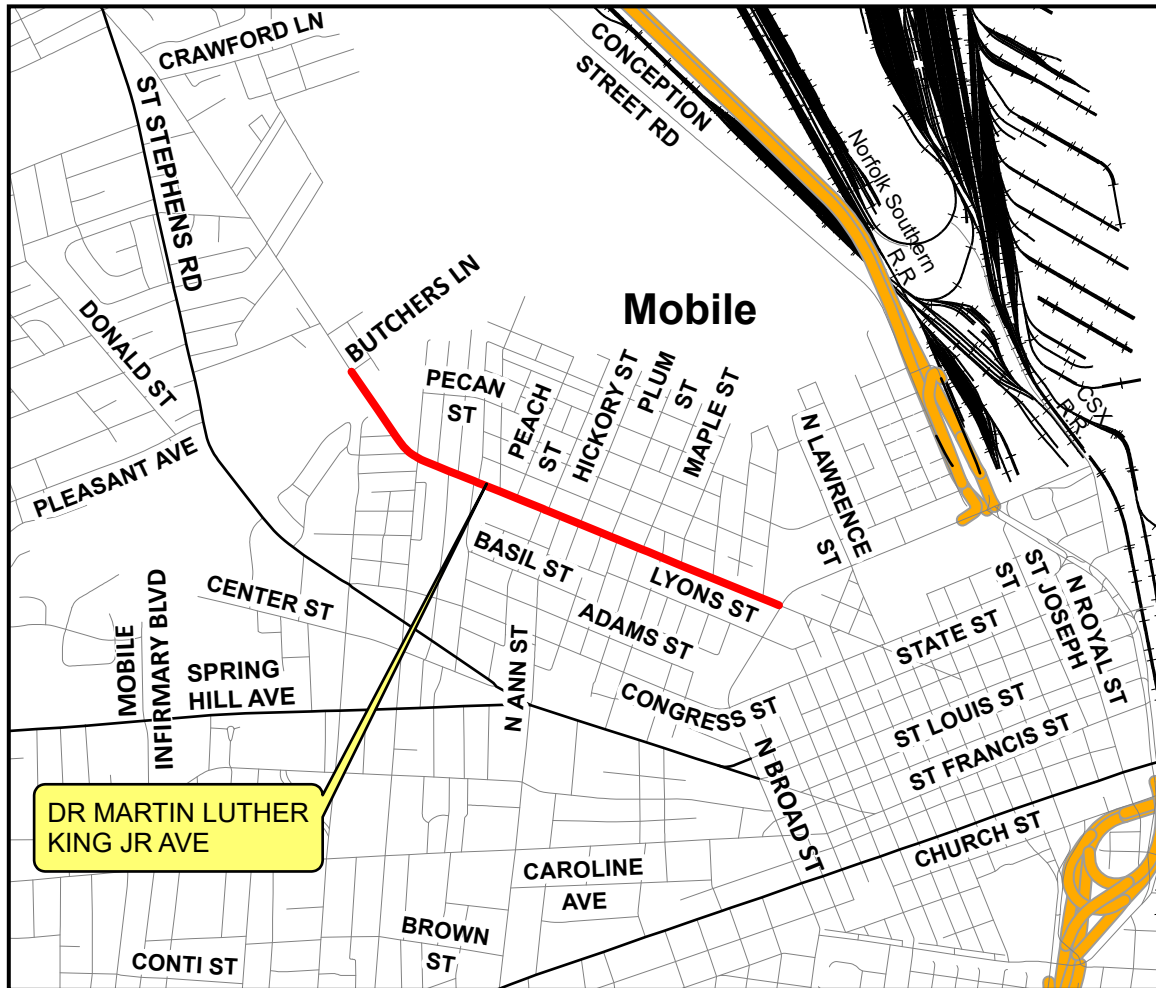 CRAWFORD LN
CONCEPTION
STREET RD
ST STEPHENS RD
Norfolk Southern
R.R.
BUTCHERS LN
Mobile
DONALD ST
PECAN
ST
PEACH
ST
HICKORY ST
PLUM
ST
MAPLE ST
CSX
R.R.
N LAWRENCE
ST
PLEASANT AVE
BASIL ST
LYONS ST
CENTER ST
ADAMS ST
STATE ST
ST JOSEPH
ST
N ROYAL ST
MOBILE
INFIRMARY BLVD
SPRING
HILL AVE
N ANN ST
CONGRESS ST
ST LOUIS ST
ST FRANCIS ST
N BROAD ST
DR MARTIN LUTHER
KING JR AVE
CHURCH ST
CAROLINE
AVE
BROWN
ST
CONTI ST